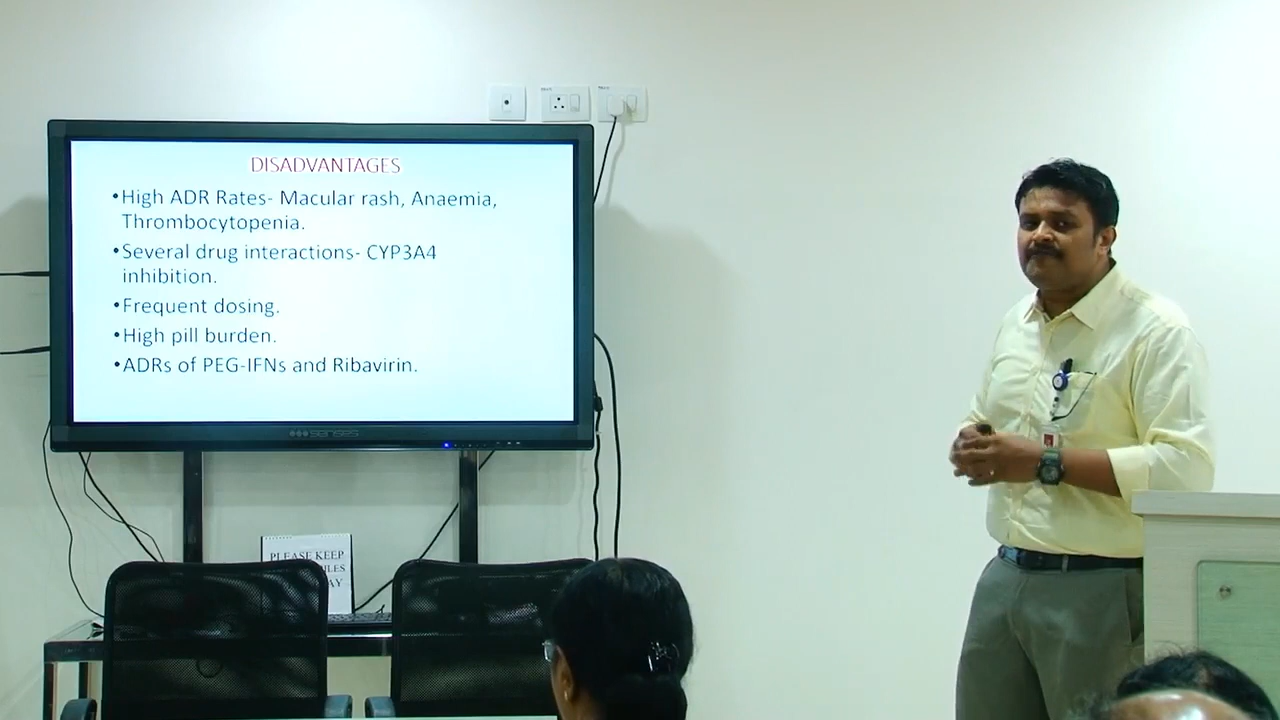 DISADVANTAGES
•High ADR Rates- Macular rash, Anaemia,
Thrombocytopenia.
•Several drug interactions- CYP3A4
inhibition.
•Frequent dosing.
•High pill burden.
•ADRs of PEG-IFNs and Ribavirin.
senses
PLEASE KEEP